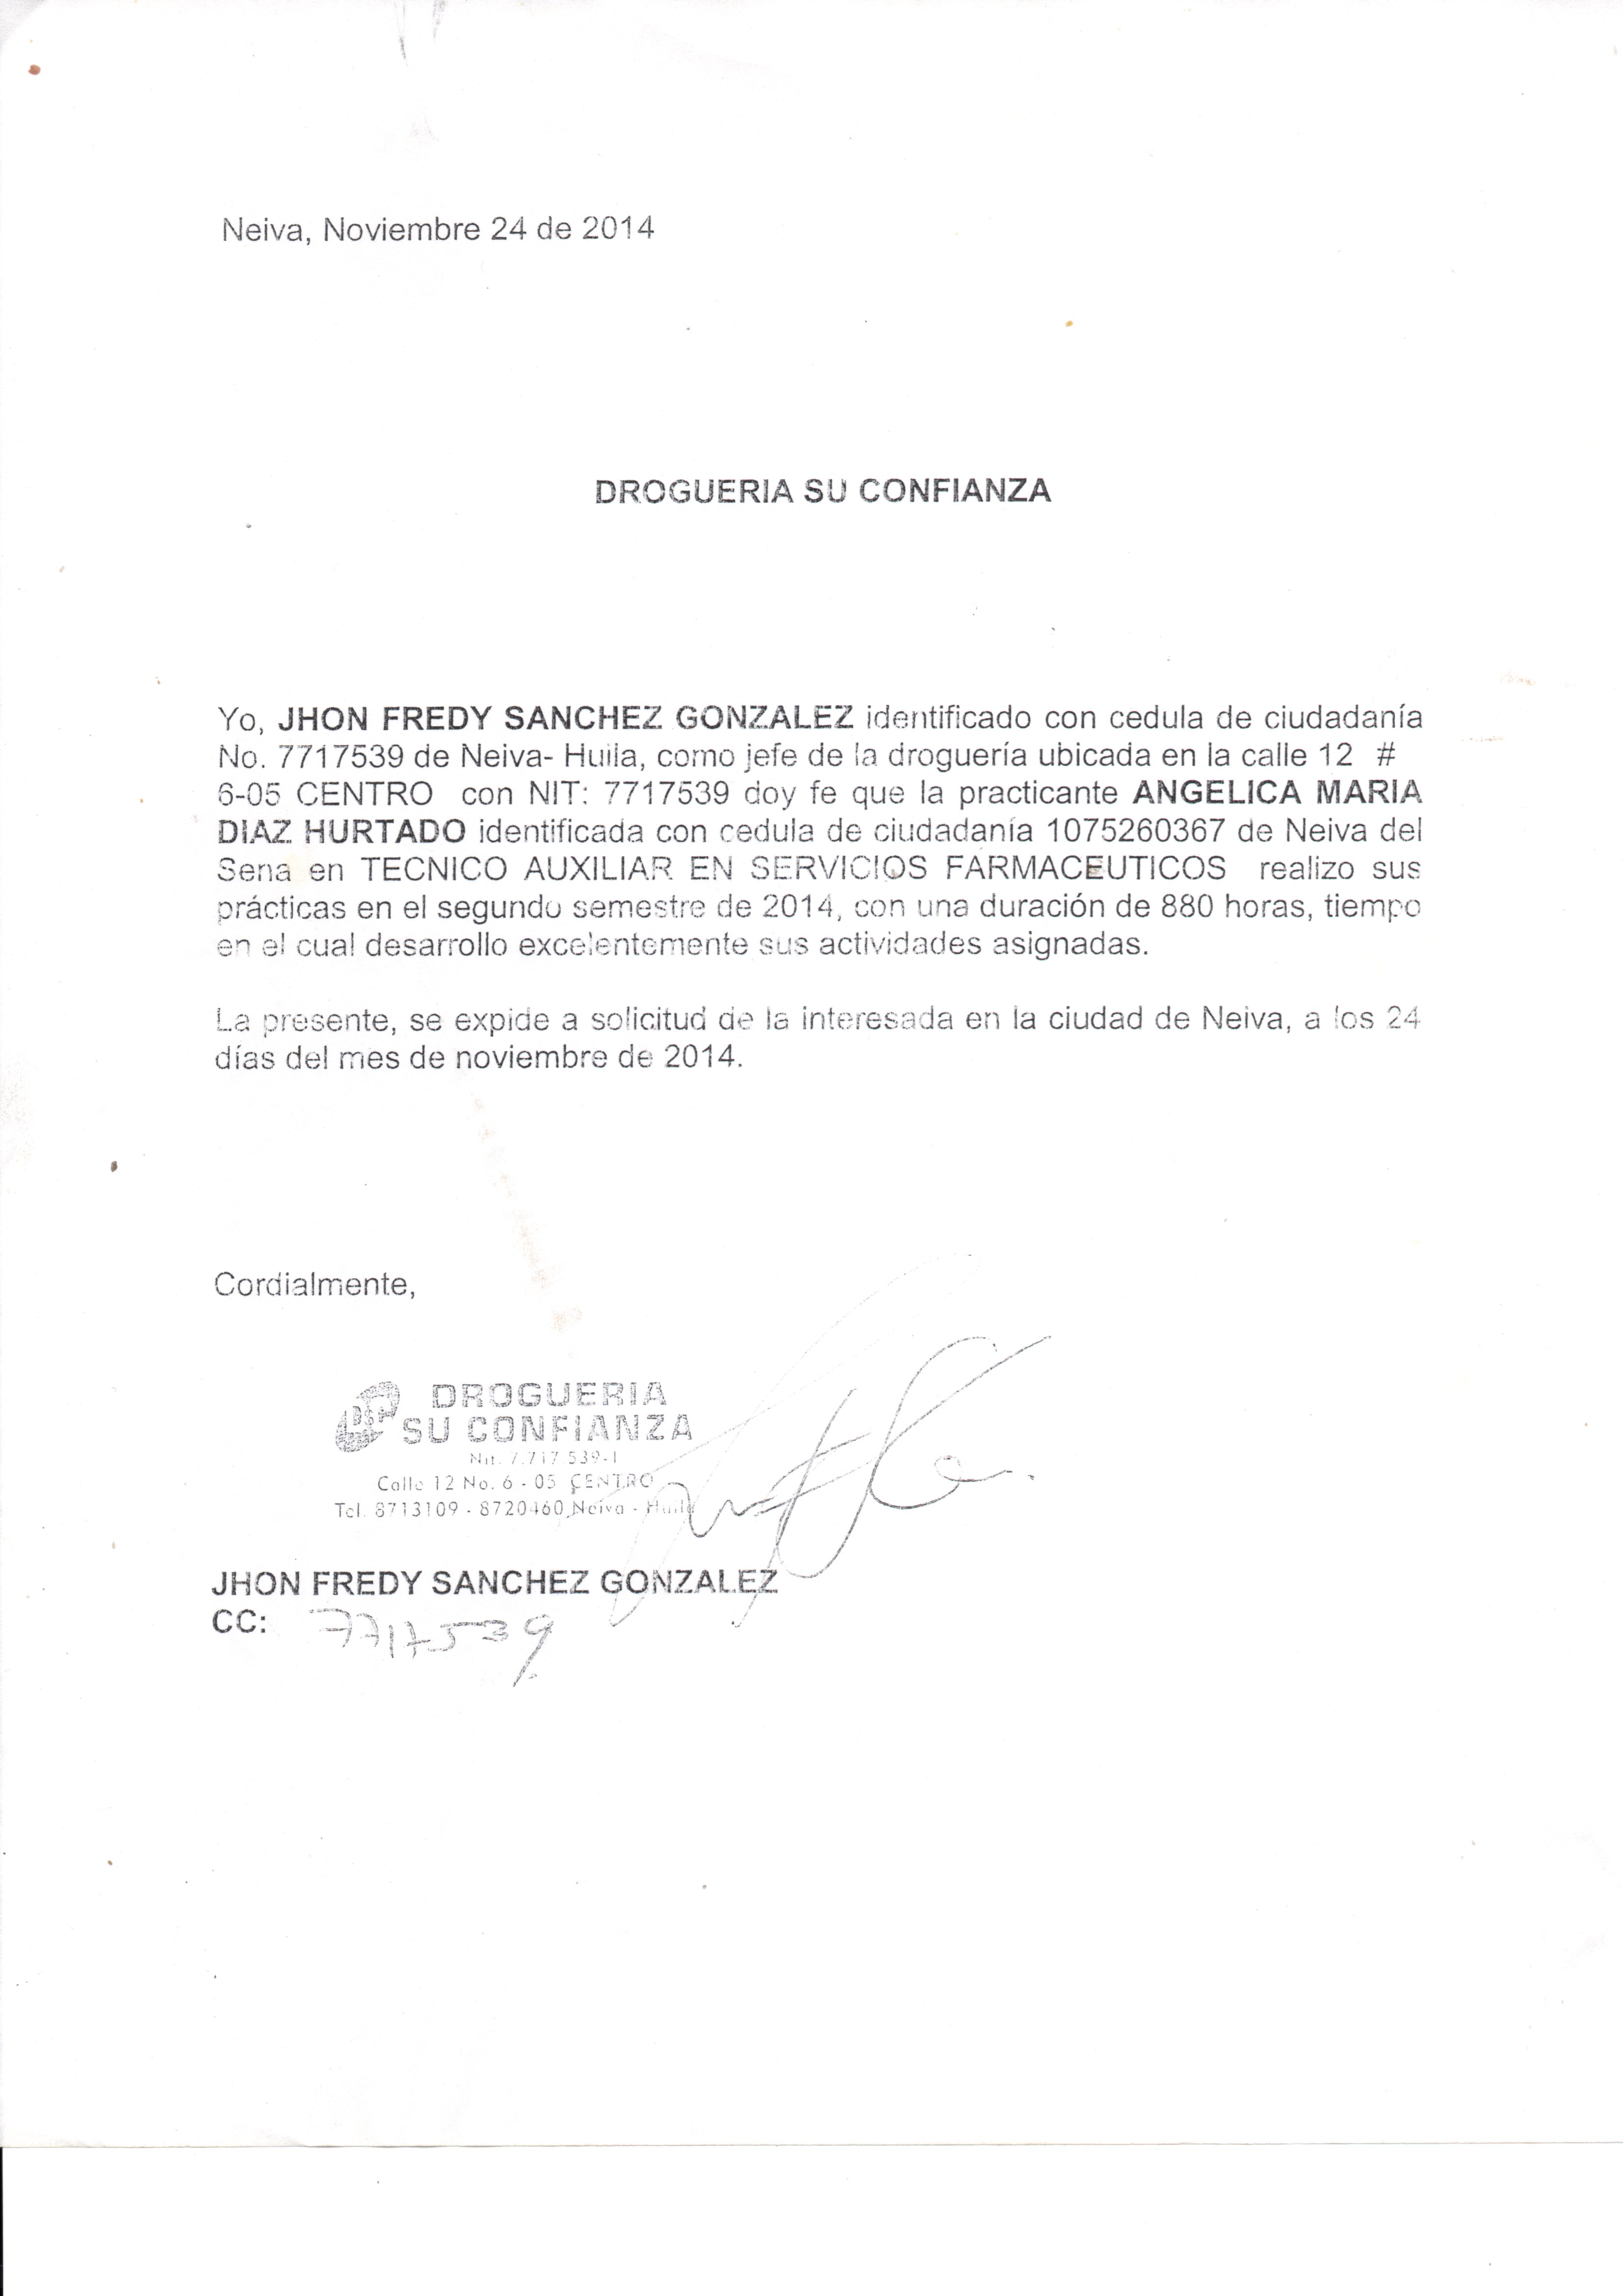 Neiva, Noviembre 24 de 2014
DROGUERIA SU CONFIANZA
Yo, JHON FREDY SANCHEZ GONZALEZ identificado con cedula de ciudadanía
No. 7717539 de Neiva- Huila, como jefe de la droguería ubicada en la calle 12 #
6-05 CENTRO con NIT: 7717539 doy fe que la practicante ANGELICA MARIA
DIAZ HURTADO identificada con cedula de ciudadanía 1075260367 de Neiva del
Sena en TECNICO AUXILIAR EN SERVICIOS FARMACEUTICOS realizo sus
prácticas en el segundo semestre de 2014, con una duración de 880 horas, tiempo
en el cual desarrollo excelentemente sus actividades asignadas.
La presente, se expide a solicitud de la interesada en la ciudad de Neiva, a los 24
días del mes de noviembre de 2014.
Cordialmente,
DROGUERIA
SU CONFIANZA
Nit. 7.717.539-1
Calle 12 No. 6 - 05 CENTRO
Tel. 8713109 - 8720460 Neiva - Huila
JHON FREDY SANCHEZ GONZALEZ
CC: 7717539